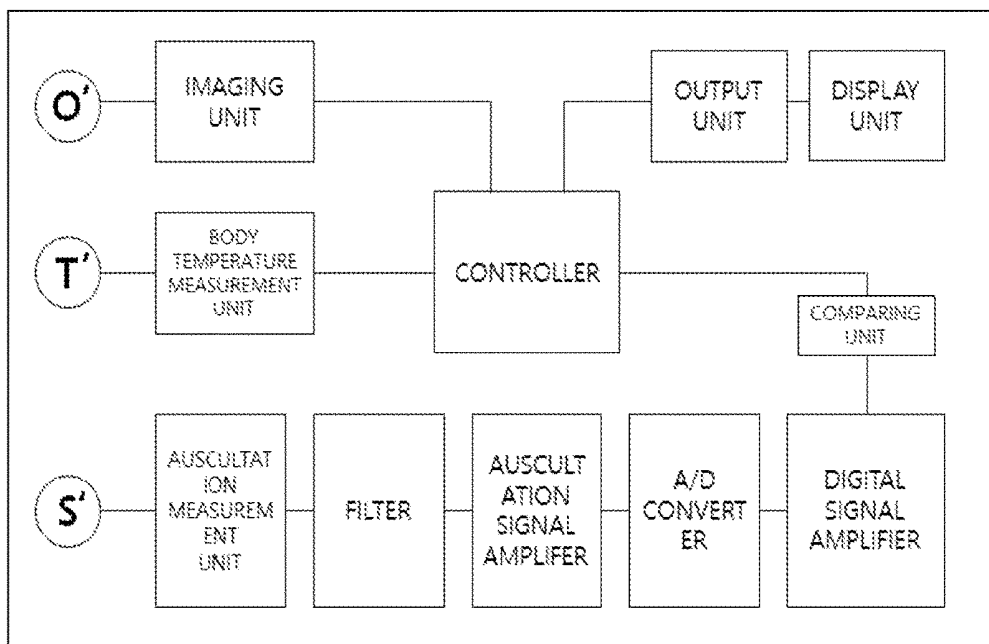 O'
IMAGING
UNIT
OUTPUT
UNIT
DISPLAY
UNIT
T'
BODY
TEMPERATURE
MEASUREMENT
UNIT
CONTROLLER
COMPARING
UNIT
S'
AUSCULTAT
ION
MEASUREM
ENT
UNIT
FILTER
AUSCULT
ATION
SIGNAL
AMPLIFER
A/D
CONVERT
ER
DIGITAL
SIGNAL
AMPLIFIER